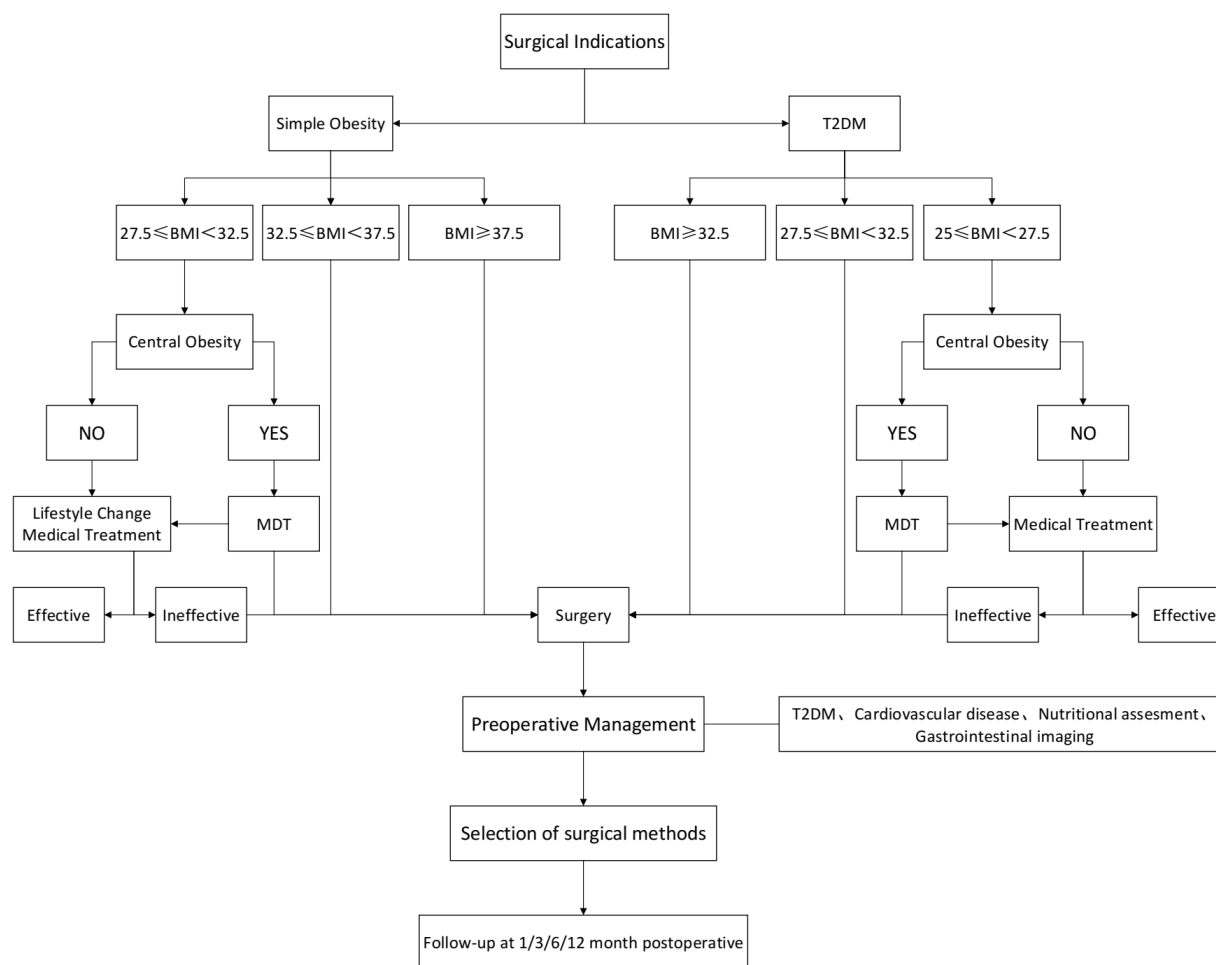 Surgical Indications
Simple Obesity
T2DM
27.5≤BMI<32.5
32.5≤BMI<37.5
BMI≥37.5
BMI≥32.5
27.5≤BMI<32.5
25≤BMI<27.5
Central Obesity
Central Obesity
NO
YES
YES
NO
Lifestyle Change
Medical Treatment
MDT
MDT
Medical Treatment
Effective
Ineffective
Surgery
Ineffective
Effective
Preoperative Management
T2DM、Cardiovascular disease、Nutritional assesment、
Gastrointestinal imaging
Selection of surgical methods
Follow-up at 1/3/6/12 month postoperative